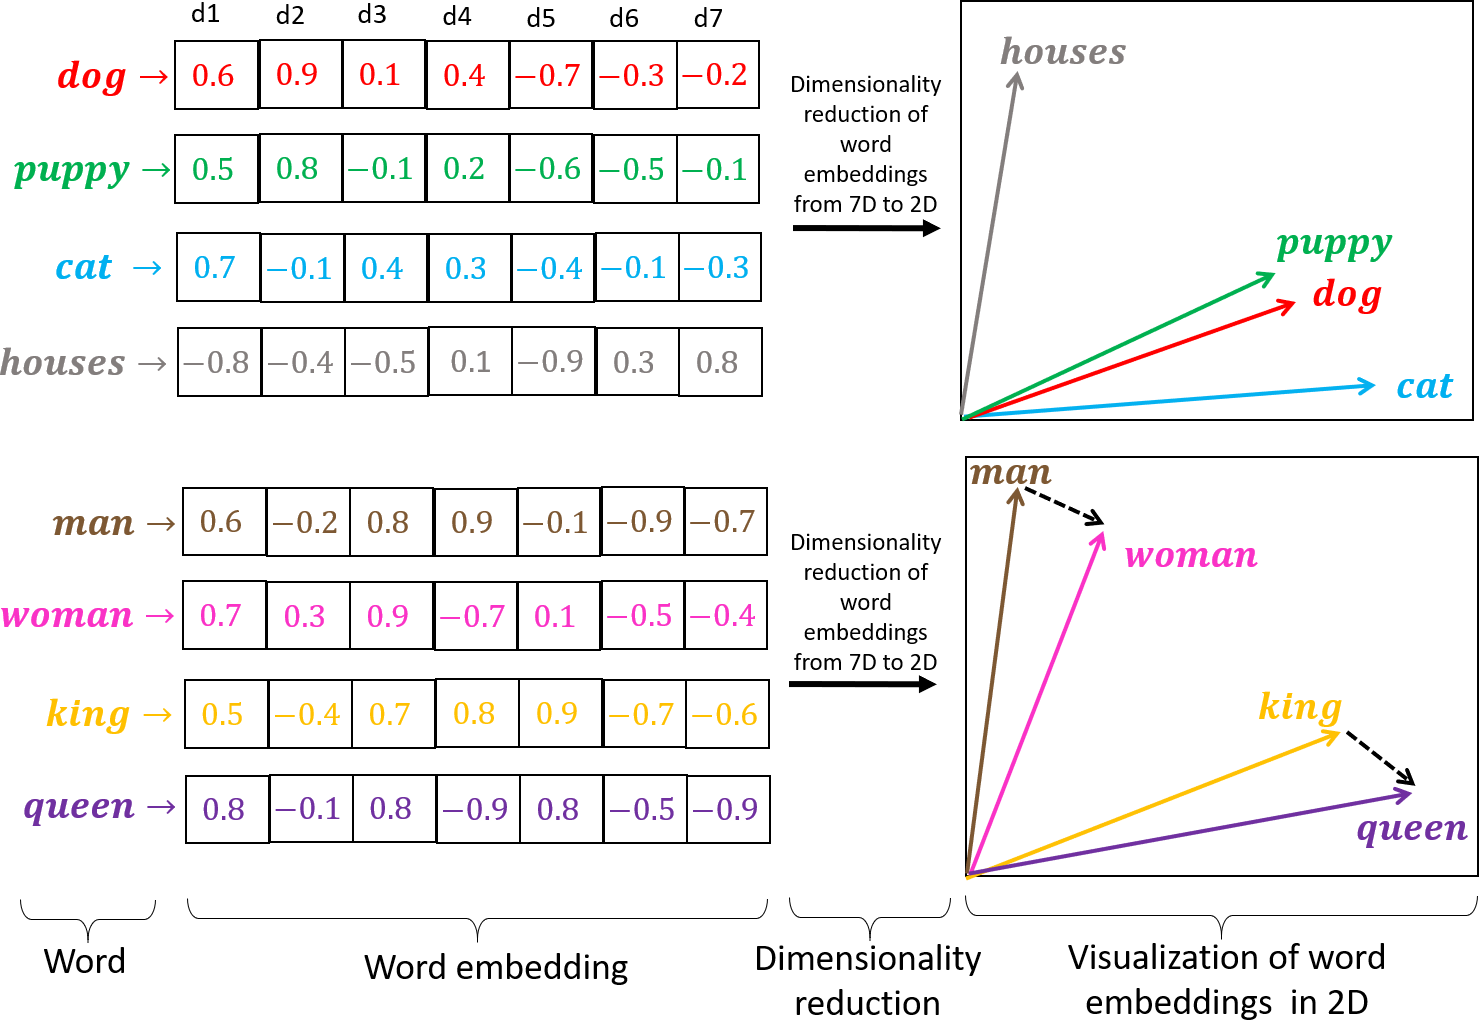 d1 d2 d3 d4 d5 d6 d7
dog → 0.6 0.9 0.1 0.4 −0.7 −0.3 −0.2
puppy → 0.5 0.8 −0.1 0.2 −0.6 −0.5 −0.1
cat → 0.7 −0.1 0.4 0.3 −0.4 −0.1 −0.3
houses → −0.8 −0.4 −0.5 0.1 −0.9 0.3 0.8
Dimensionality
reduction of
word
embeddings
from 7D to 2D
houses
puppy
dog
cat
man → 0.6 −0.2 0.8 0.9 −0.1 −0.9 −0.7
woman → 0.7 0.3 0.9 −0.7 0.1 −0.5 −0.4
king → 0.5 −0.4 0.7 0.8 0.9 −0.7 −0.6
queen → 0.8 −0.1 0.8 −0.9 0.8 −0.5 −0.9
Dimensionality
reduction of
word
embeddings
from 7D to 2D
man
woman
king
queen
Word
Word embedding
Dimensionality
reduction
Visualization of word
embeddings in 2D